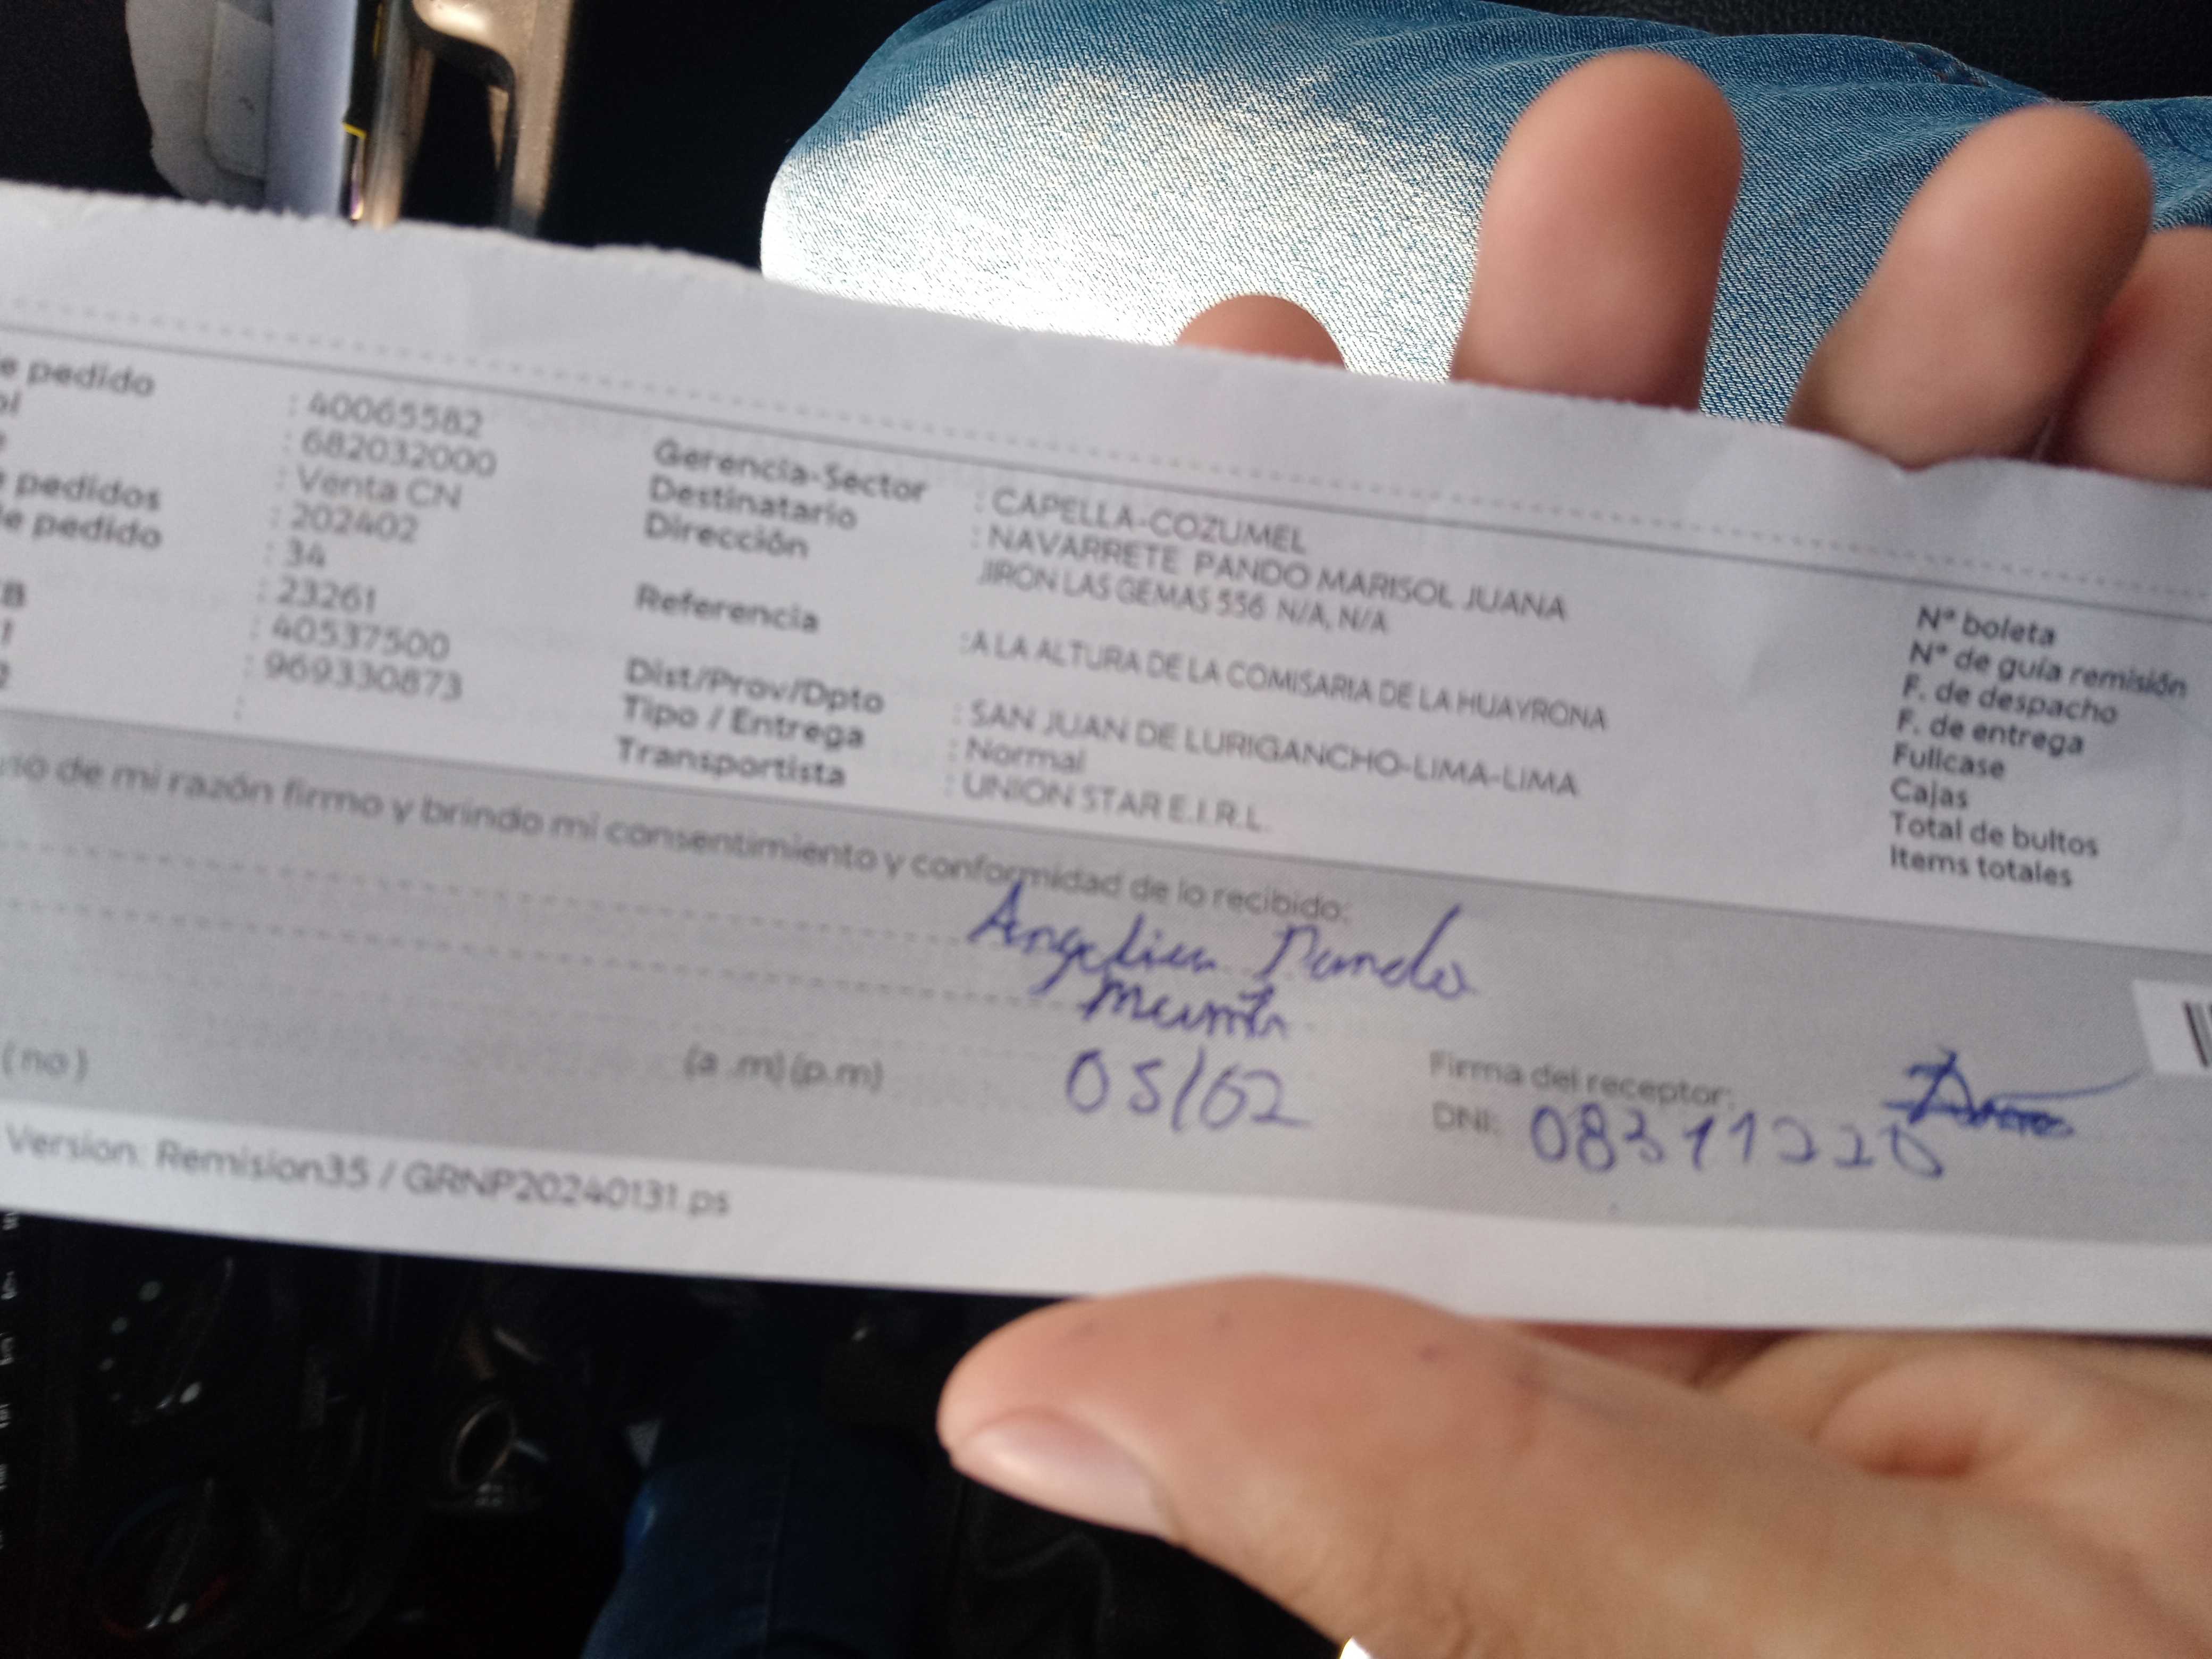 e pedido : 40065582
: 682032000
: Venta CN
pedidos : 202402
e pedido : 34
: 23261
: 40537500
: 969330873
:
Gerencia-Sector : CAPELLA-COZUMEL
Destinatario : NAVARRETE PANDO MARISOL JUANA
Dirección JIRON LAS GEMAS 556 N/A, N/A
Referencia : A LA ALTURA DE LA COMISARIA DE LA HUAYRONA
Dist/Prov/Dpto : SAN JUAN DE LURIGANCHO-LIMA-LIMA
Tipo / Entrega : Normal
Transportista : UNION STAR E.I.R.L.
N° boleta
N° de guía remisión
F. de despacho
F. de entrega
Fullcase
Cajas
Total de bultos
Items totales
so de mi razón firmo y brindo mi consentimiento y conformidad de lo recibido:
Angelica Pando
05/02
(no) (a .m) (p.m) Firma del receptor:
DNI: 08311220
Version: Remision35 / GRNP20240131.ps